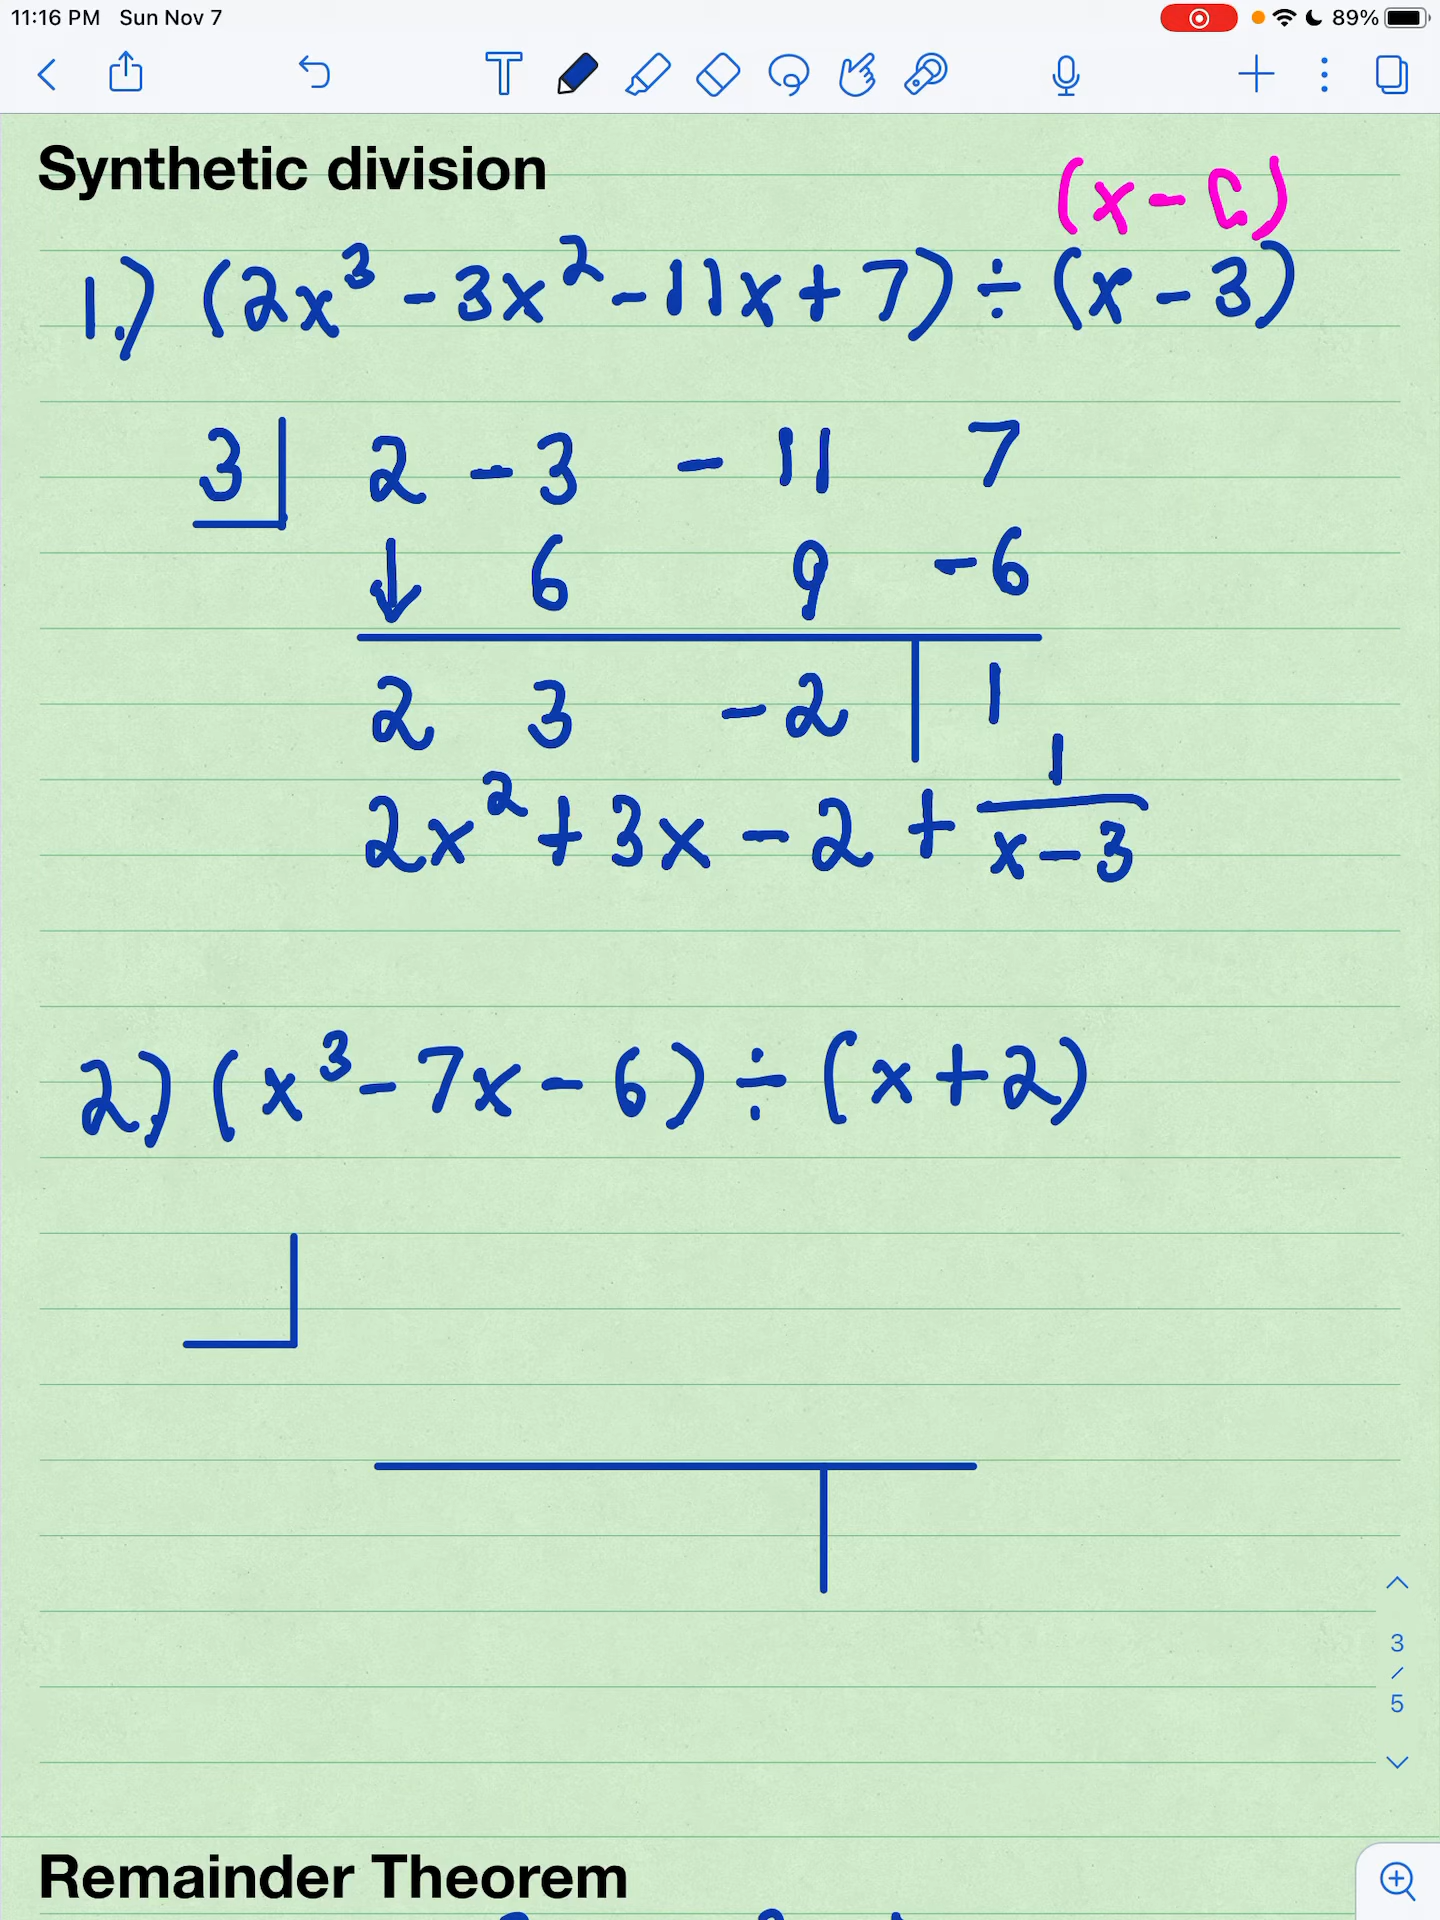 11:16 PM Sun Nov 7 89%
T
Synthetic division
(x - c)
1.) (2x³ - 3x² - 11x + 7) ÷ (x - 3)
3 2 - 3 - 11 7
↓ 6 9 - 6
2 3 - 2 1
2x² + 3x - 2 + 1/(x - 3)
2.) (x³ - 7x - 6) ÷ (x + 2)
3
/
5
Remainder Theorem